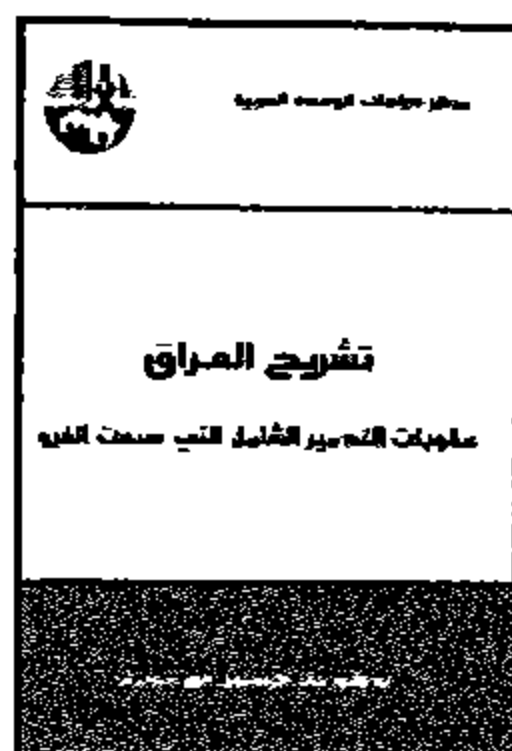 مركز دراسات الوحدة العربية
تشريح العراق
عقوبات التدمير الشامل التي سبقت الغزو